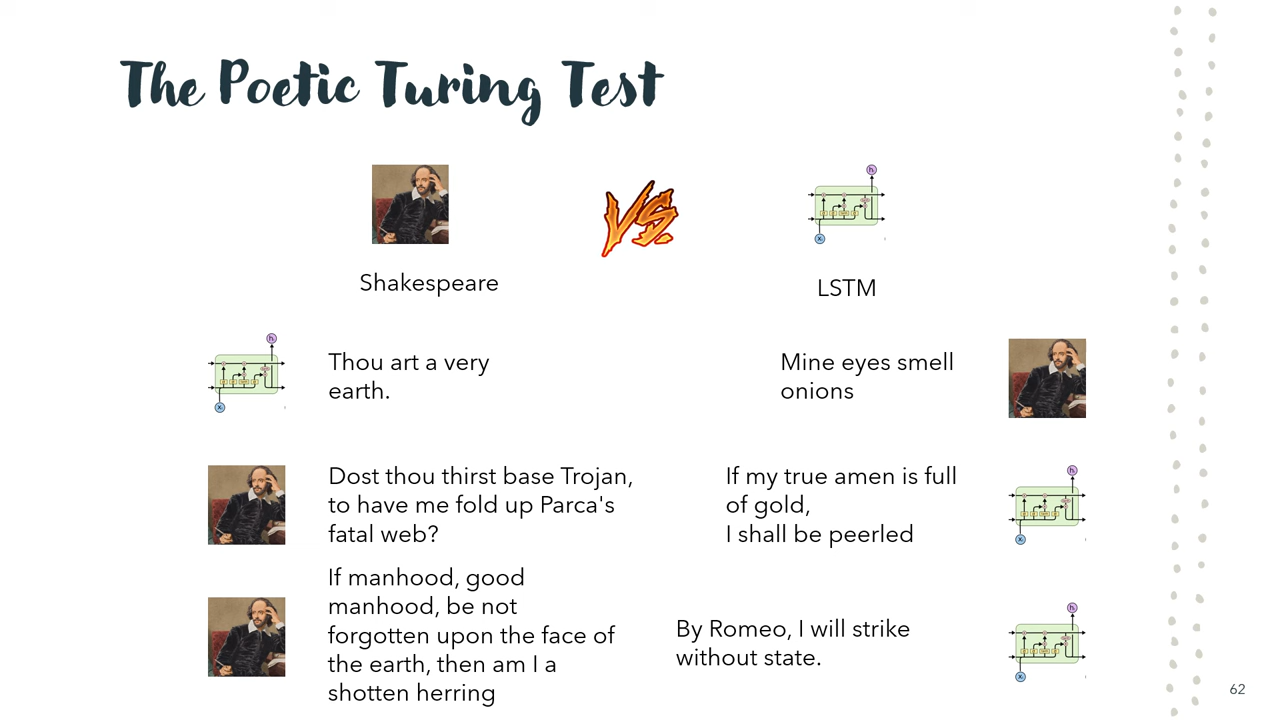 The Poetic Turing Test
VS.
Shakespeare
LSTM
Thou art a very
earth.
Mine eyes smell
onions
Dost thou thirst base Trojan,
to have me fold up Parca's
fatal web?
If my true amen is full
of gold,
I shall be peerled
If manhood, good
manhood, be not
forgotten upon the face of
the earth, then am I a
shotten herring
By Romeo, I will strike
without state.
62